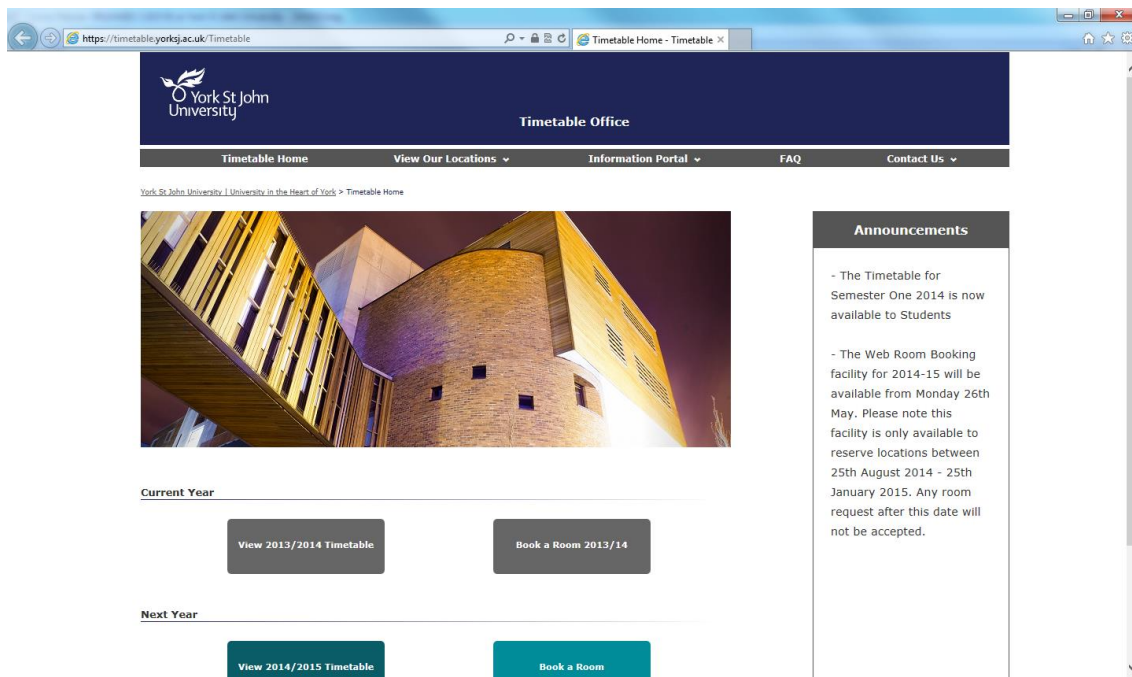 https://timetable.yorksj.ac.uk/Timetable
Timetable Home - Timetable
York St John
University
Timetable Office
Timetable Home View Our Locations Information Portal FAQ Contact Us
York St John University | University in the Heart of York > Timetable Home
Announcements
- The Timetable for
Semester One 2014 is now
available to Students
- The Web Room Booking
facility for 2014-15 will be
available from Monday 26th
May. Please note this
facility is only available to
reserve locations between
25th August 2014 - 25th
January 2015. Any room
request after this date will
not be accepted.
Current Year
View 2013/2014 Timetable Book a Room 2013/14
Next Year
View 2014/2015 Timetable Book a Room